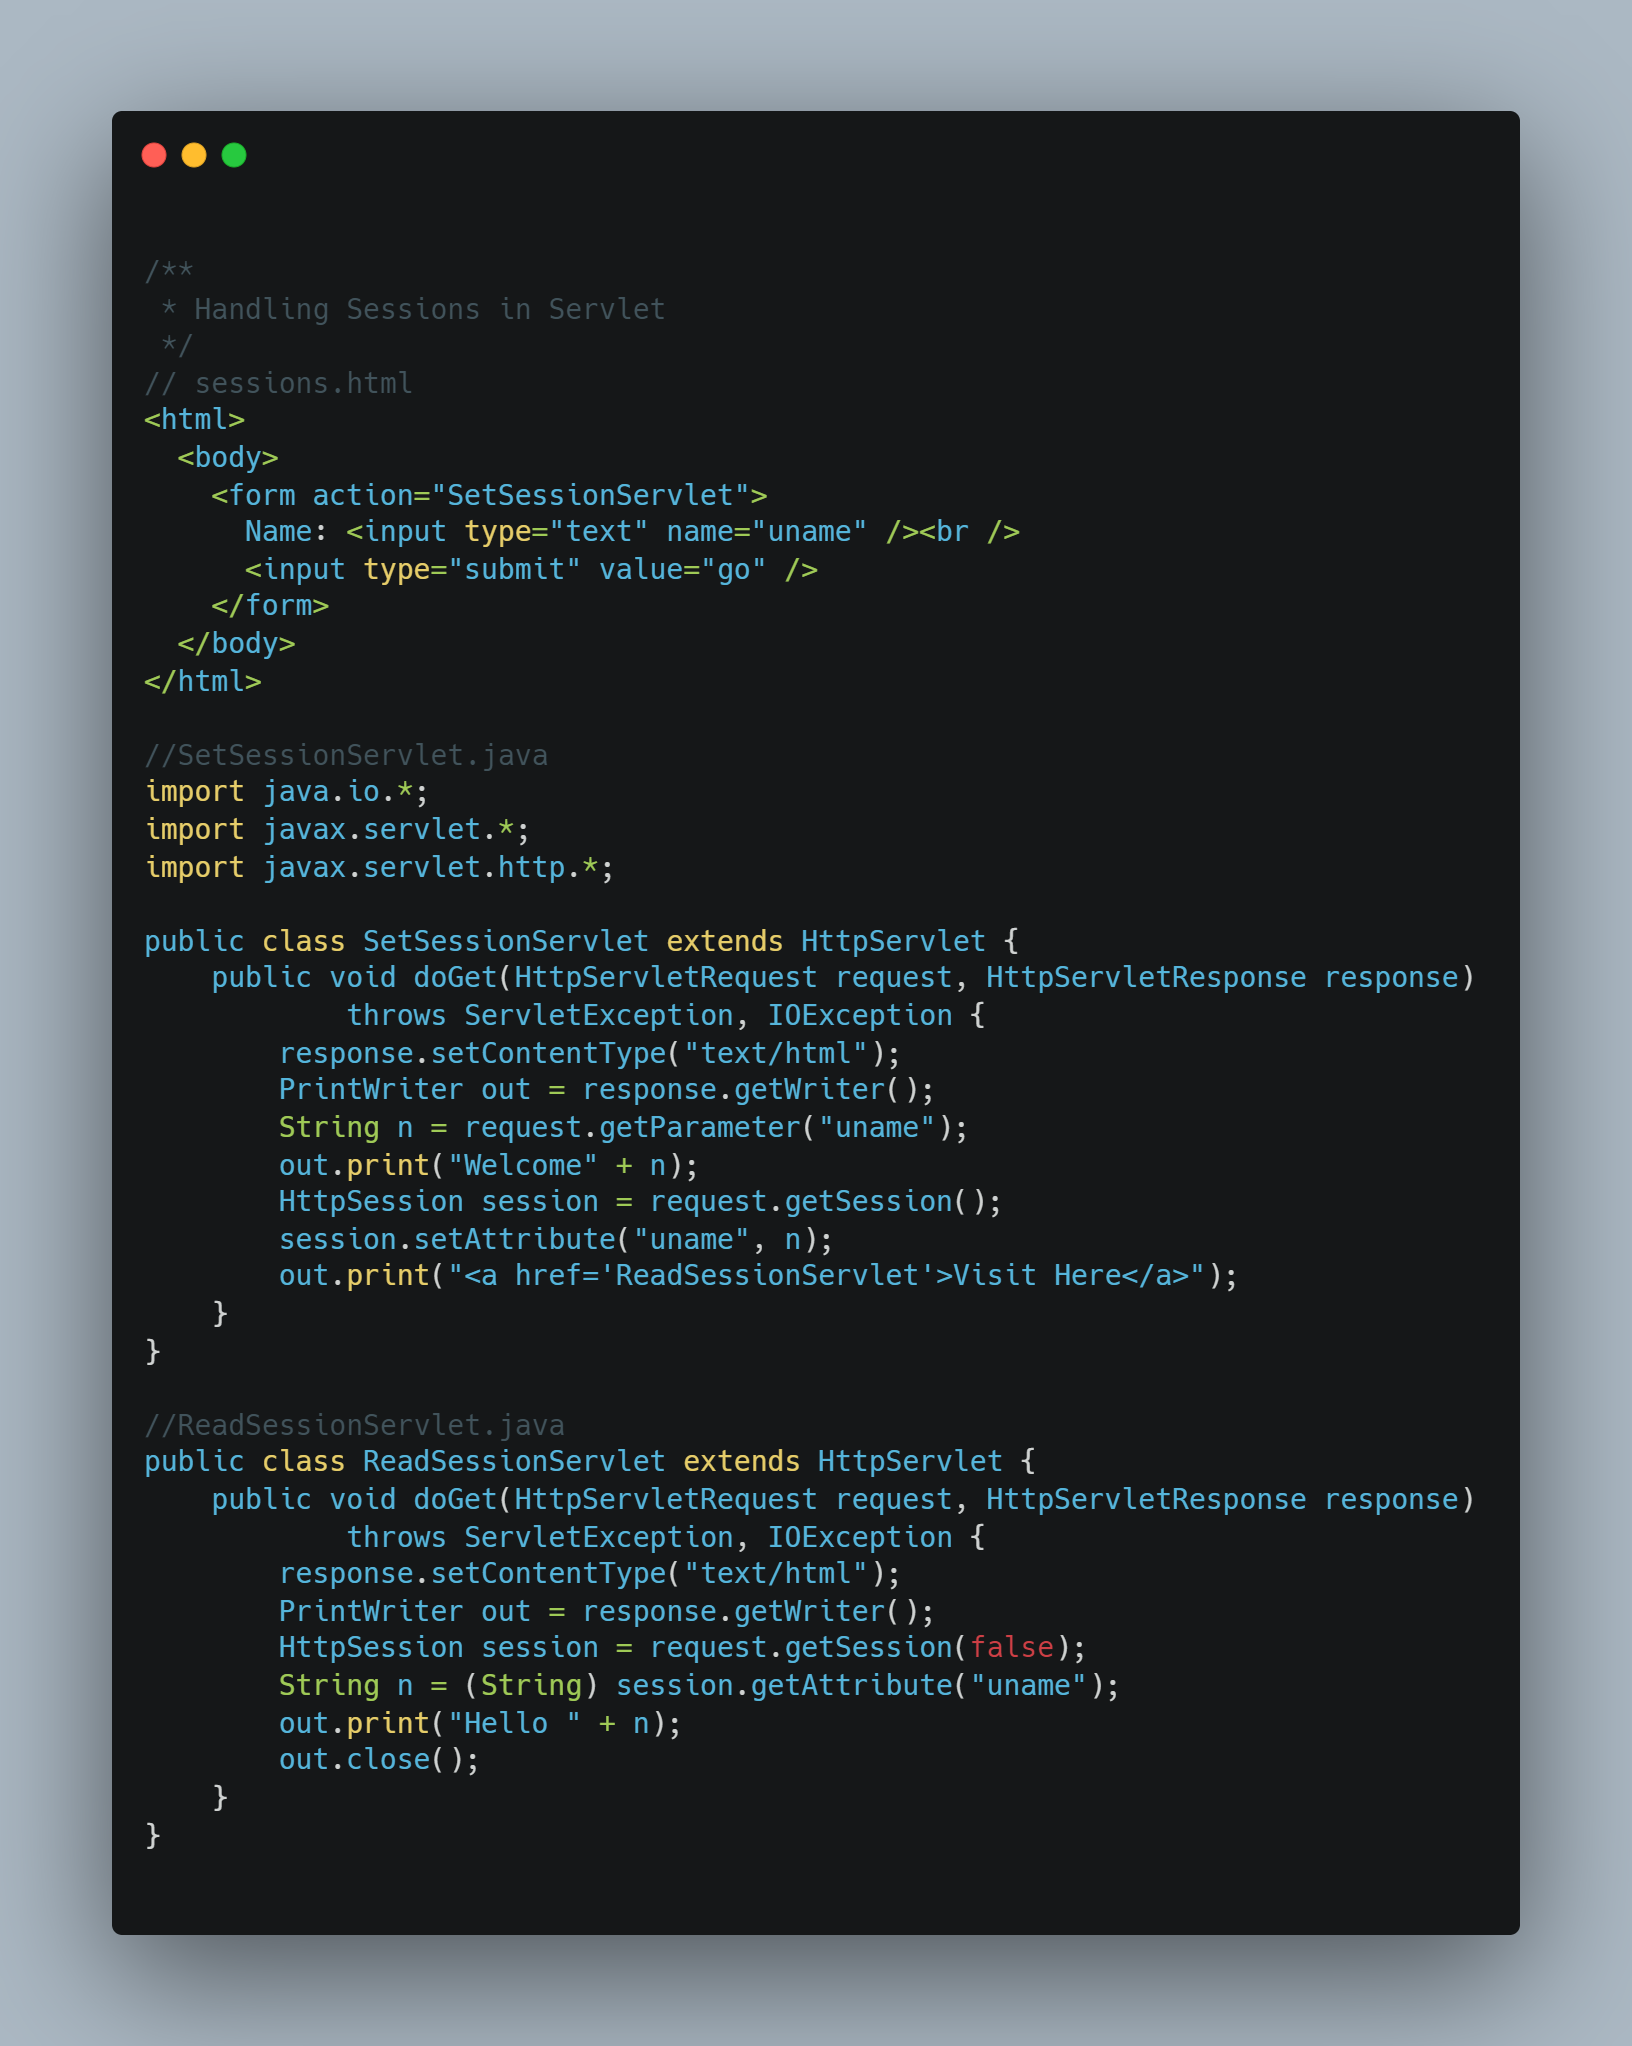 /**
 * Handling Sessions in Servlet
 */
// sessions.html
<html>
  <body>
    <form action="SetSessionServlet">
      Name: <input type="text" name="uname" /><br />
      <input type="submit" value="go" />
    </form>
  </body>
</html>

//SetSessionServlet.java
import java.io.*;
import javax.servlet.*;
import javax.servlet.http.*;

public class SetSessionServlet extends HttpServlet {
    public void doGet(HttpServletRequest request, HttpServletResponse response)
            throws ServletException, IOException {
        response.setContentType("text/html");
        PrintWriter out = response.getWriter();
        String n = request.getParameter("uname");
        out.print("Welcome" + n);
        HttpSession session = request.getSession();
        session.setAttribute("uname", n);
        out.print("<a href='ReadSessionServlet'>Visit Here</a>");
    }
}

//ReadSessionServlet.java
public class ReadSessionServlet extends HttpServlet {
    public void doGet(HttpServletRequest request, HttpServletResponse response)
            throws ServletException, IOException {
        response.setContentType("text/html");
        PrintWriter out = response.getWriter();
        HttpSession session = request.getSession(false);
        String n = (String) session.getAttribute("uname");
        out.print("Hello " + n);
        out.close();
    }
}